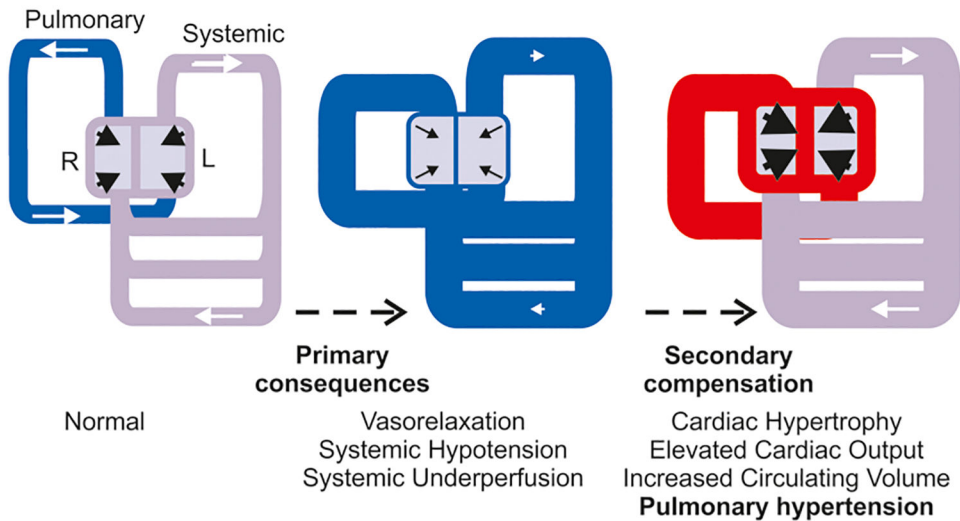 Pulmonary
Systemic
R
L
Primary
consequences
Secondary
compensation
Normal
Vasorelaxation
Systemic Hypotension
Systemic Underperfusion
Cardiac Hypertrophy
Elevated Cardiac Output
Increased Circulating Volume
Pulmonary hypertension